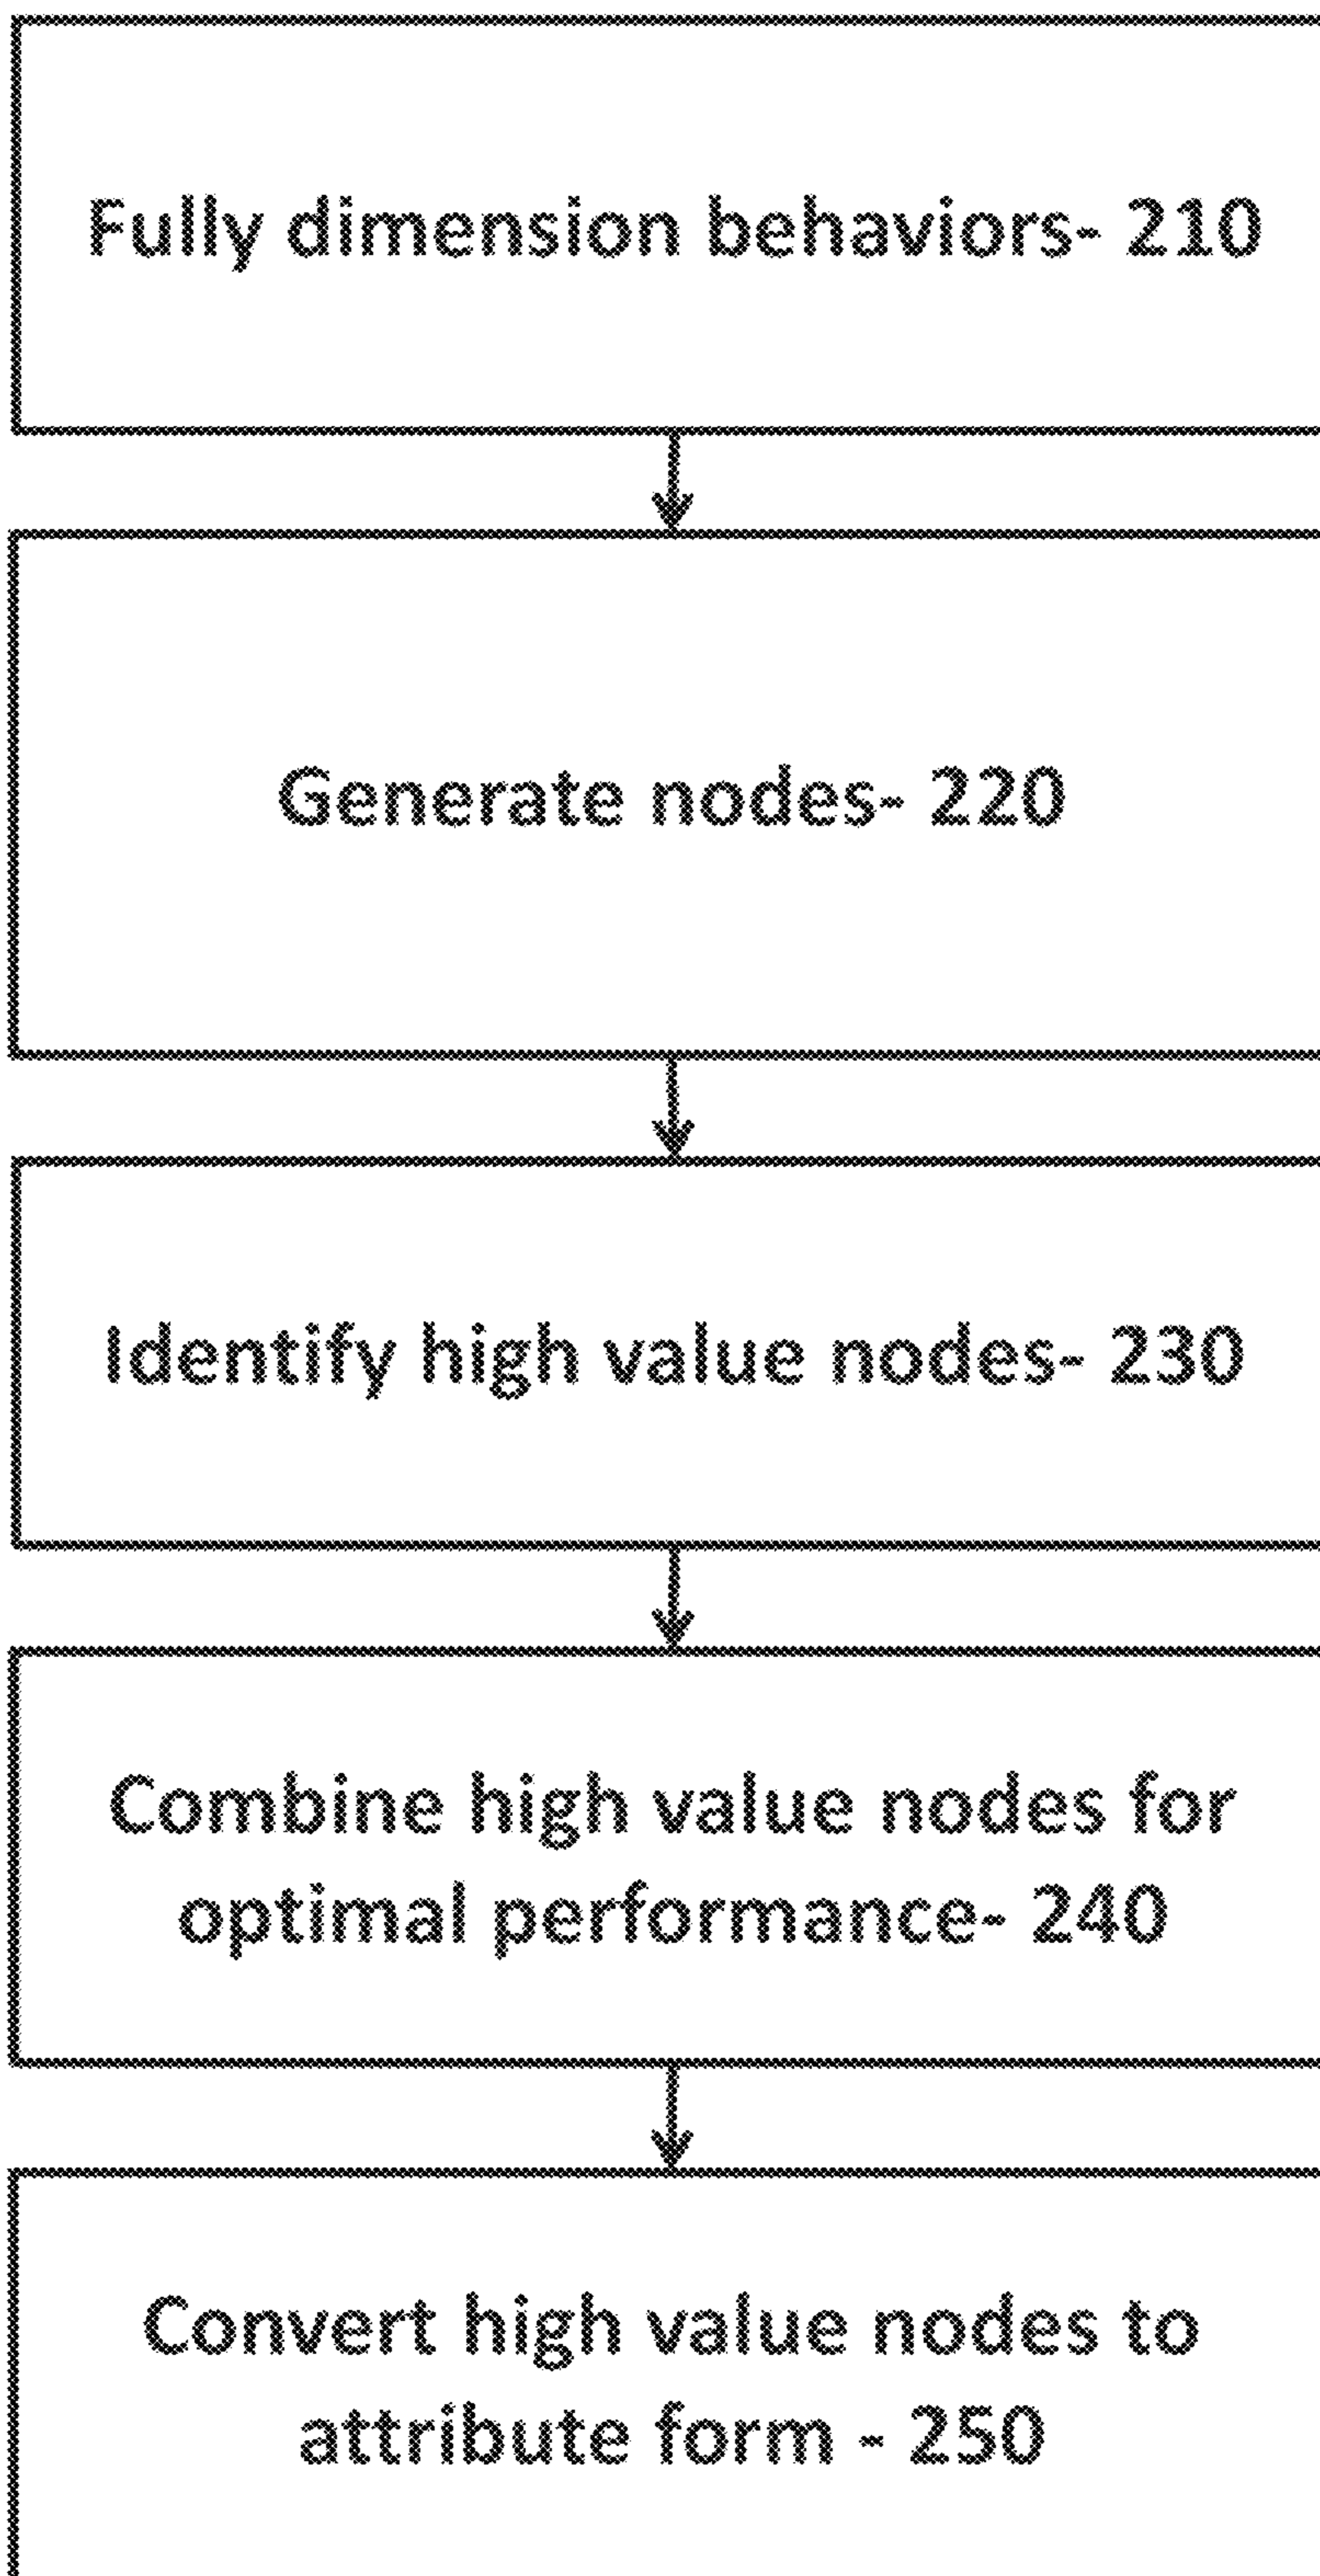 Fully dimension behaviors- 210
Generate nodes- 220
Identify high value nodes- 230
Combine high value nodes for
optimal performance- 240
Convert high value nodes to
attribute form - 250